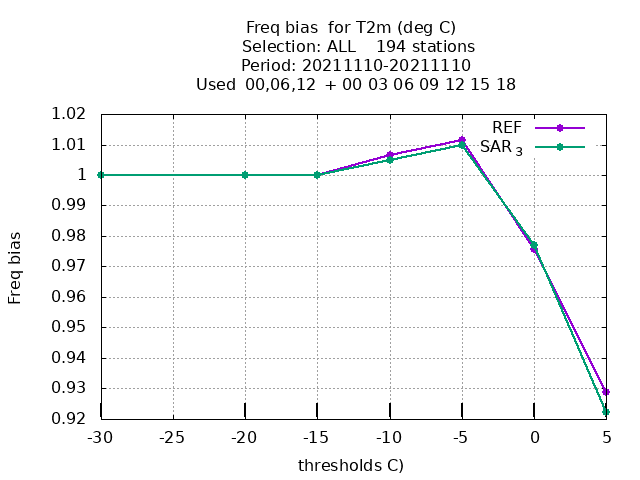 Freq bias  for T2m (deg C)
Selection: ALL    194 stations
Period: 20211110-20211110
Used  00,06,12  + 00 03 06 09 12 15 18
REF
SAR 3
1.02
1.01
1
0.99
0.98
0.97
0.96
0.95
0.94
0.93
0.92
Freq bias
-30 -25 -20 -15 -10 -5 0 5
thresholds C)